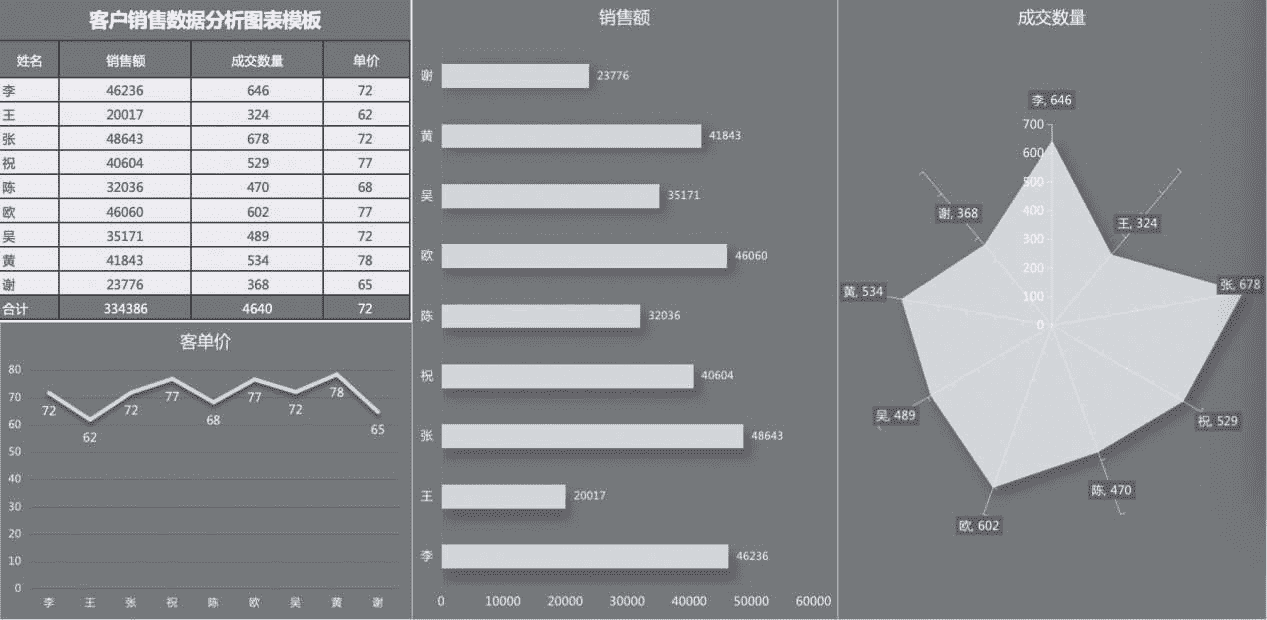 客户销售数据分析图表模板
姓名 销售额 成交数量 单价
李 46236 646 72
王 20017 324 62
张 48643 678 72
祝 40604 529 77
陈 32036 470 68
欧 46060 602 77
吴 35171 489 72
黄 41843 534 78
谢 23776 368 65
合计 334386 4640 72
客单价
80
70
60
50
40
30
20
10
0
72 62 72 77 68 77 72 78 65
李 王 张 祝 陈 欧 吴 黄 谢
销售额
谢 23776
黄 41843
吴 35171
欧 46060
陈 32036
祝 40604
张 48643
王 20017
李 46236
0 10000 20000 30000 40000 50000 60000
成交数量
李, 646
700
600
500
400
300
200
100
0
谢, 368
王, 324
黄, 534
张, 678
吴, 489
祝, 529
陈, 470
欧, 602